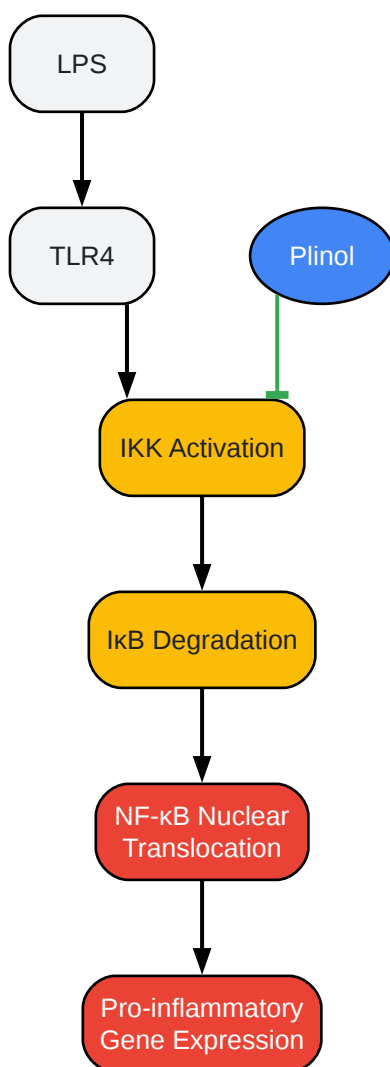 LPS
TLR4
Plinol
IKK Activation
IκB Degradation
NF-κB Nuclear
Translocation
Pro-inflammatory
Gene Expression